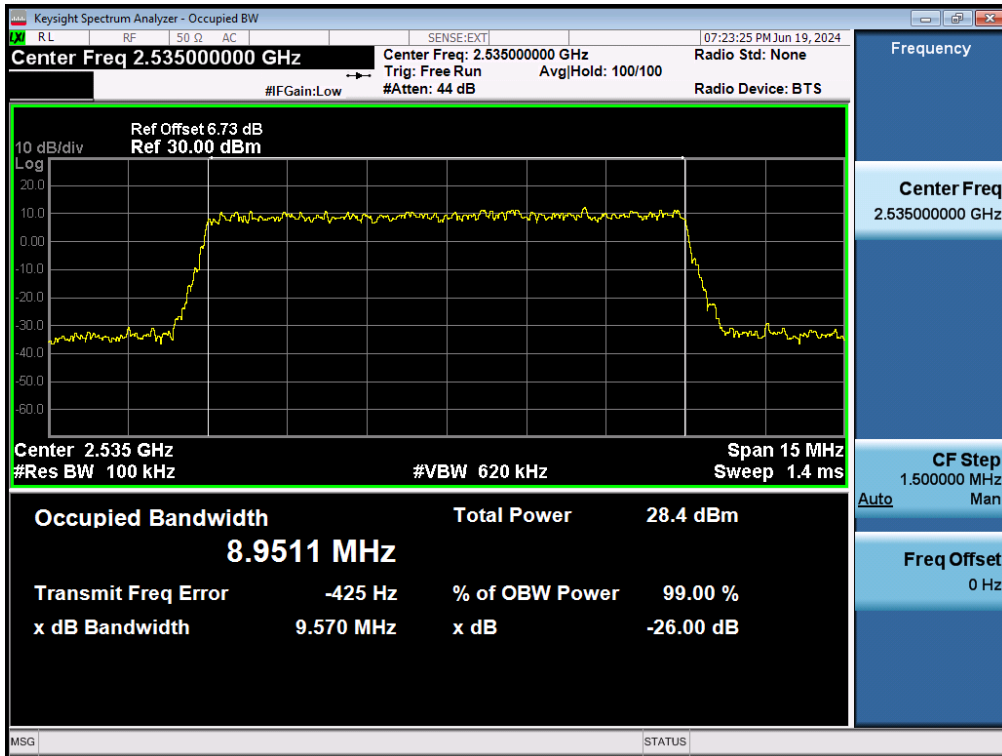 Keysight Spectrum Analyzer - Occupied BW
LXI RL RF 50 Ω AC SENSE:EXT 07:23:25 PM Jun 19, 2024
Center Freq 2.535000000 GHz
Center Freq: 2.535000000 GHz
Radio Std: None
Trig: Free Run Avg|Hold: 100/100
#IFGain:Low
#Atten: 44 dB
Radio Device: BTS
Ref Offset 6.73 dB
10 dB/div Ref 30.00 dBm
Log
20.0
10.0
0.00
-10.0
-20.0
-30.0
-40.0
-50.0
-60.0
Center 2.535 GHz Span 15 MHz
#Res BW 100 kHz #VBW 620 kHz Sweep 1.4 ms
Occupied Bandwidth Total Power 28.4 dBm
8.9511 MHz
Transmit Freq Error -425 Hz % of OBW Power 99.00 %
x dB Bandwidth 9.570 MHz x dB -26.00 dB
MSG STATUS
Frequency
Center Freq
2.535000000 GHz
CF Step
1.500000 MHz
Auto Man
Freq Offset
0 Hz